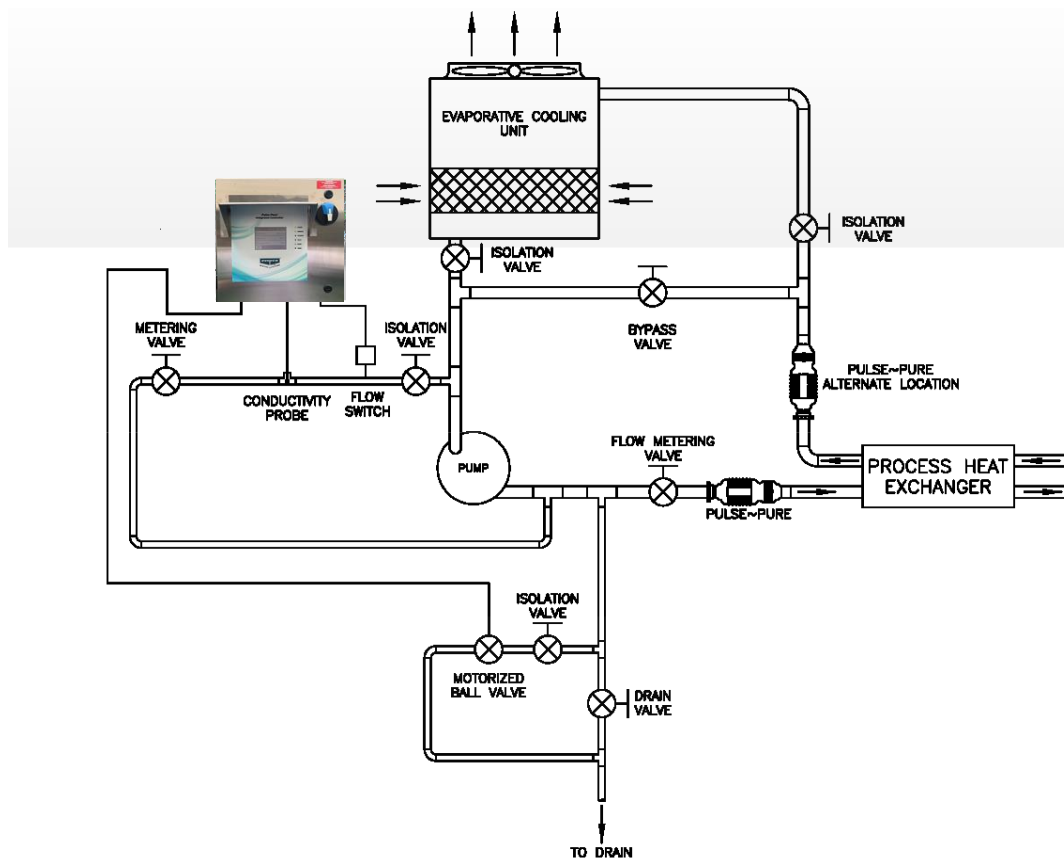 EVAPORATIVE COOLING
UNIT
ISOLATION
VALVE
ISOLATION
VALVE
METERING
VALVE
ISOLATION
VALVE
BYPASS
VALVE
PULSE~PURE
ALTERNATE LOCATION
CONDUCTIVITY
PROBE
FLOW
SWITCH
PUMP
FLOW METERING
VALVE
PROCESS HEAT
EXCHANGER
PULSE~PURE
ISOLATION
VALVE
MOTORIZED
BALL VALVE
DRAIN
VALVE
TO DRAIN